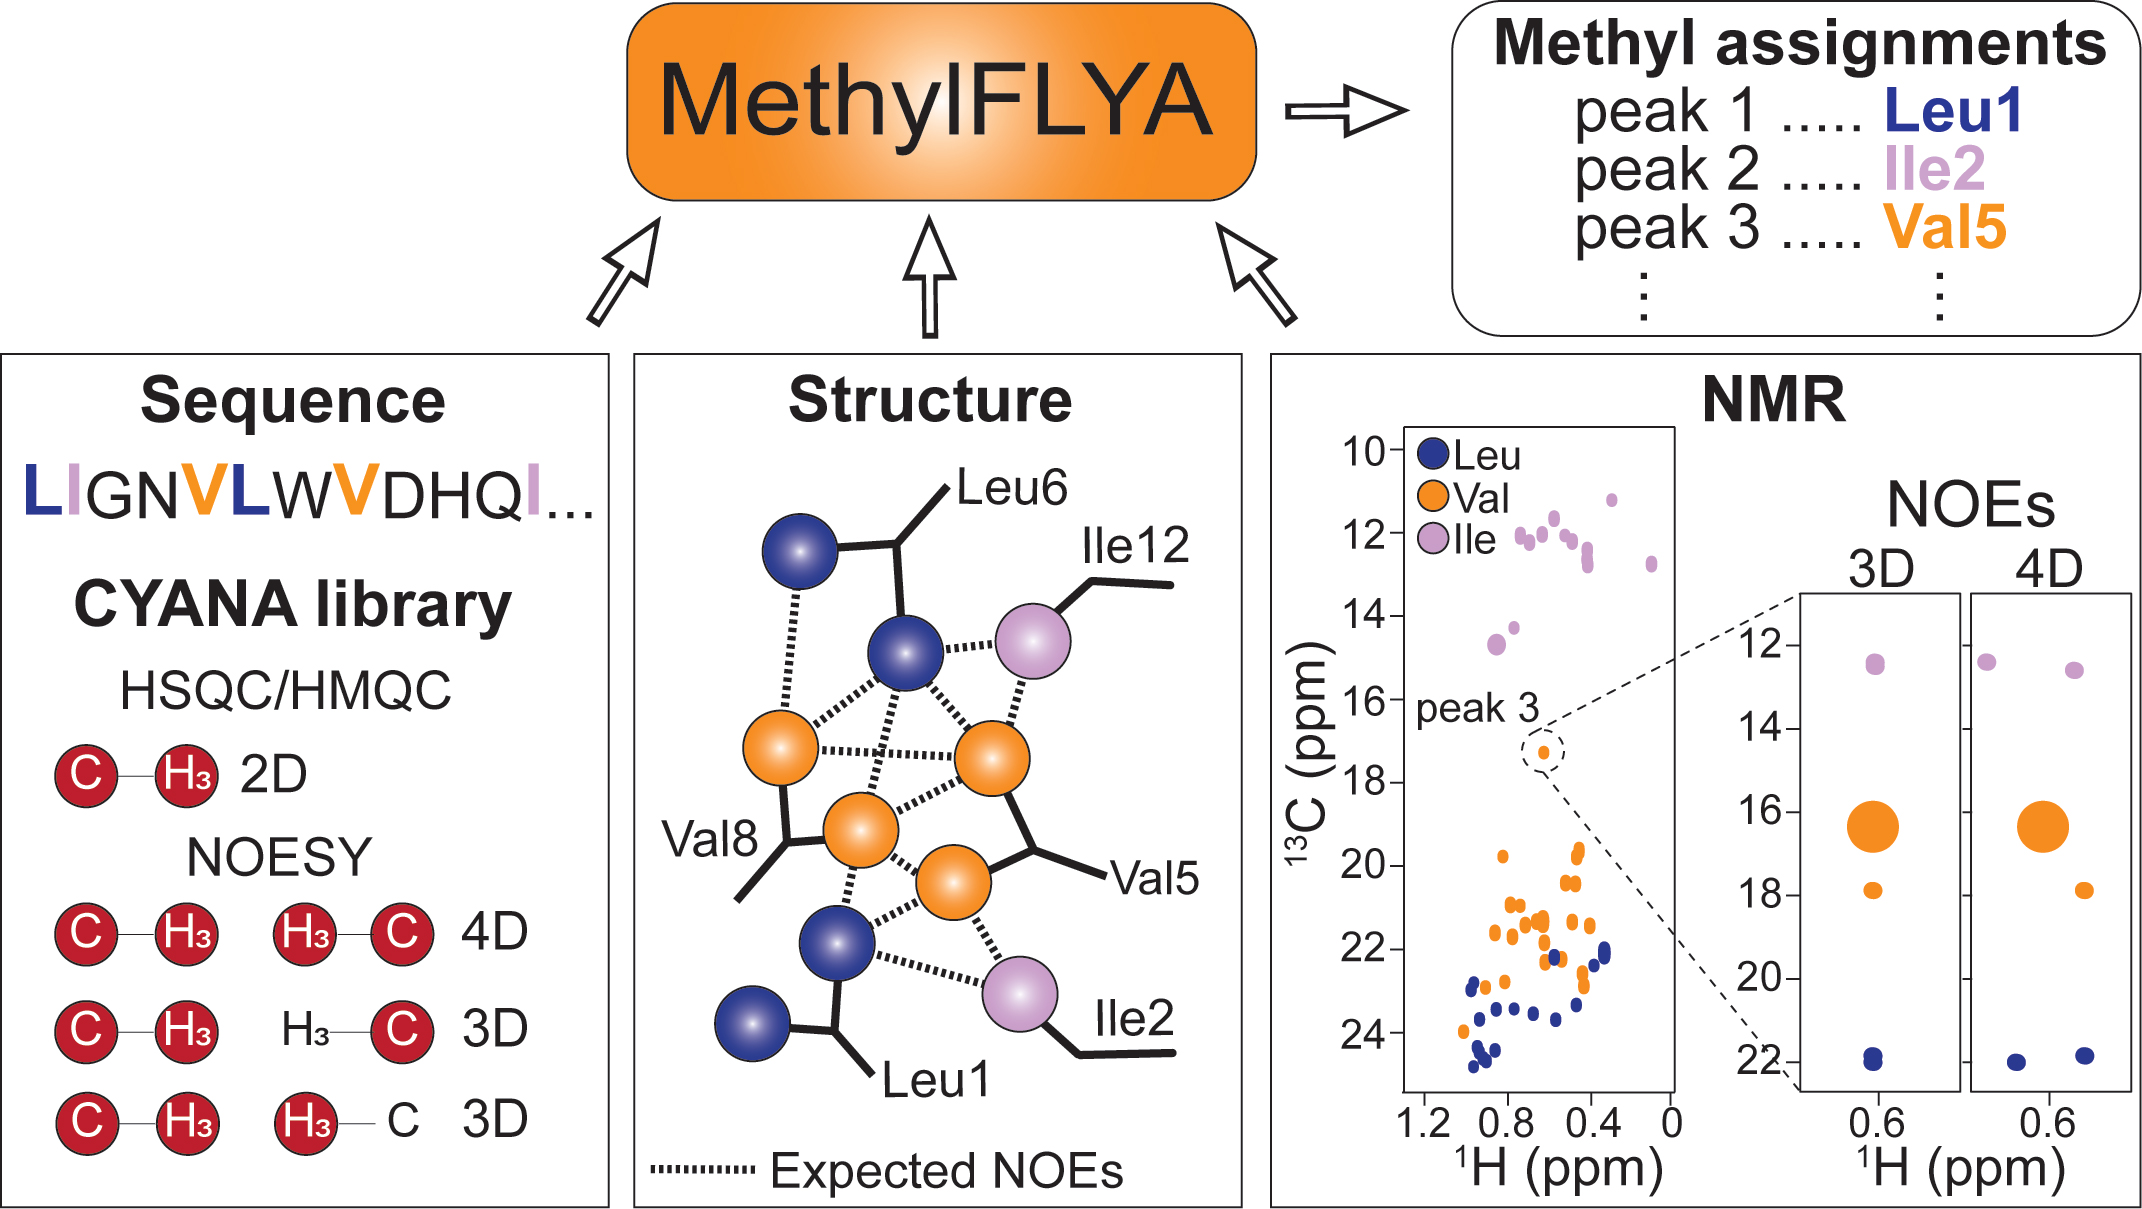 MethylFLYA
Methyl assignments
peak 1 ..... Leu1
peak 2 ..... Ile2
peak 3 ..... Val5
Sequence
LIGNVLWVDHQI...
CYANA library
HSQC/HMQC
C H₃ 2D
NOESY
C H₃ H₃ C 4D
C H₃ H₃ C 3D
C H₃ H₃ C 3D
Structure
Leu6
Ile12
Val8
Val5
Ile2
Leu1
Expected NOEs
NMR
Leu
Val
Ile
peak 3
10
12
14
16
18
20
22
24
¹³C (ppm)
1.2 0.8 0.4 0
¹H (ppm)
NOEs
3D 4D
12
14
16
18
20
22
0.6 0.6
¹H (ppm)